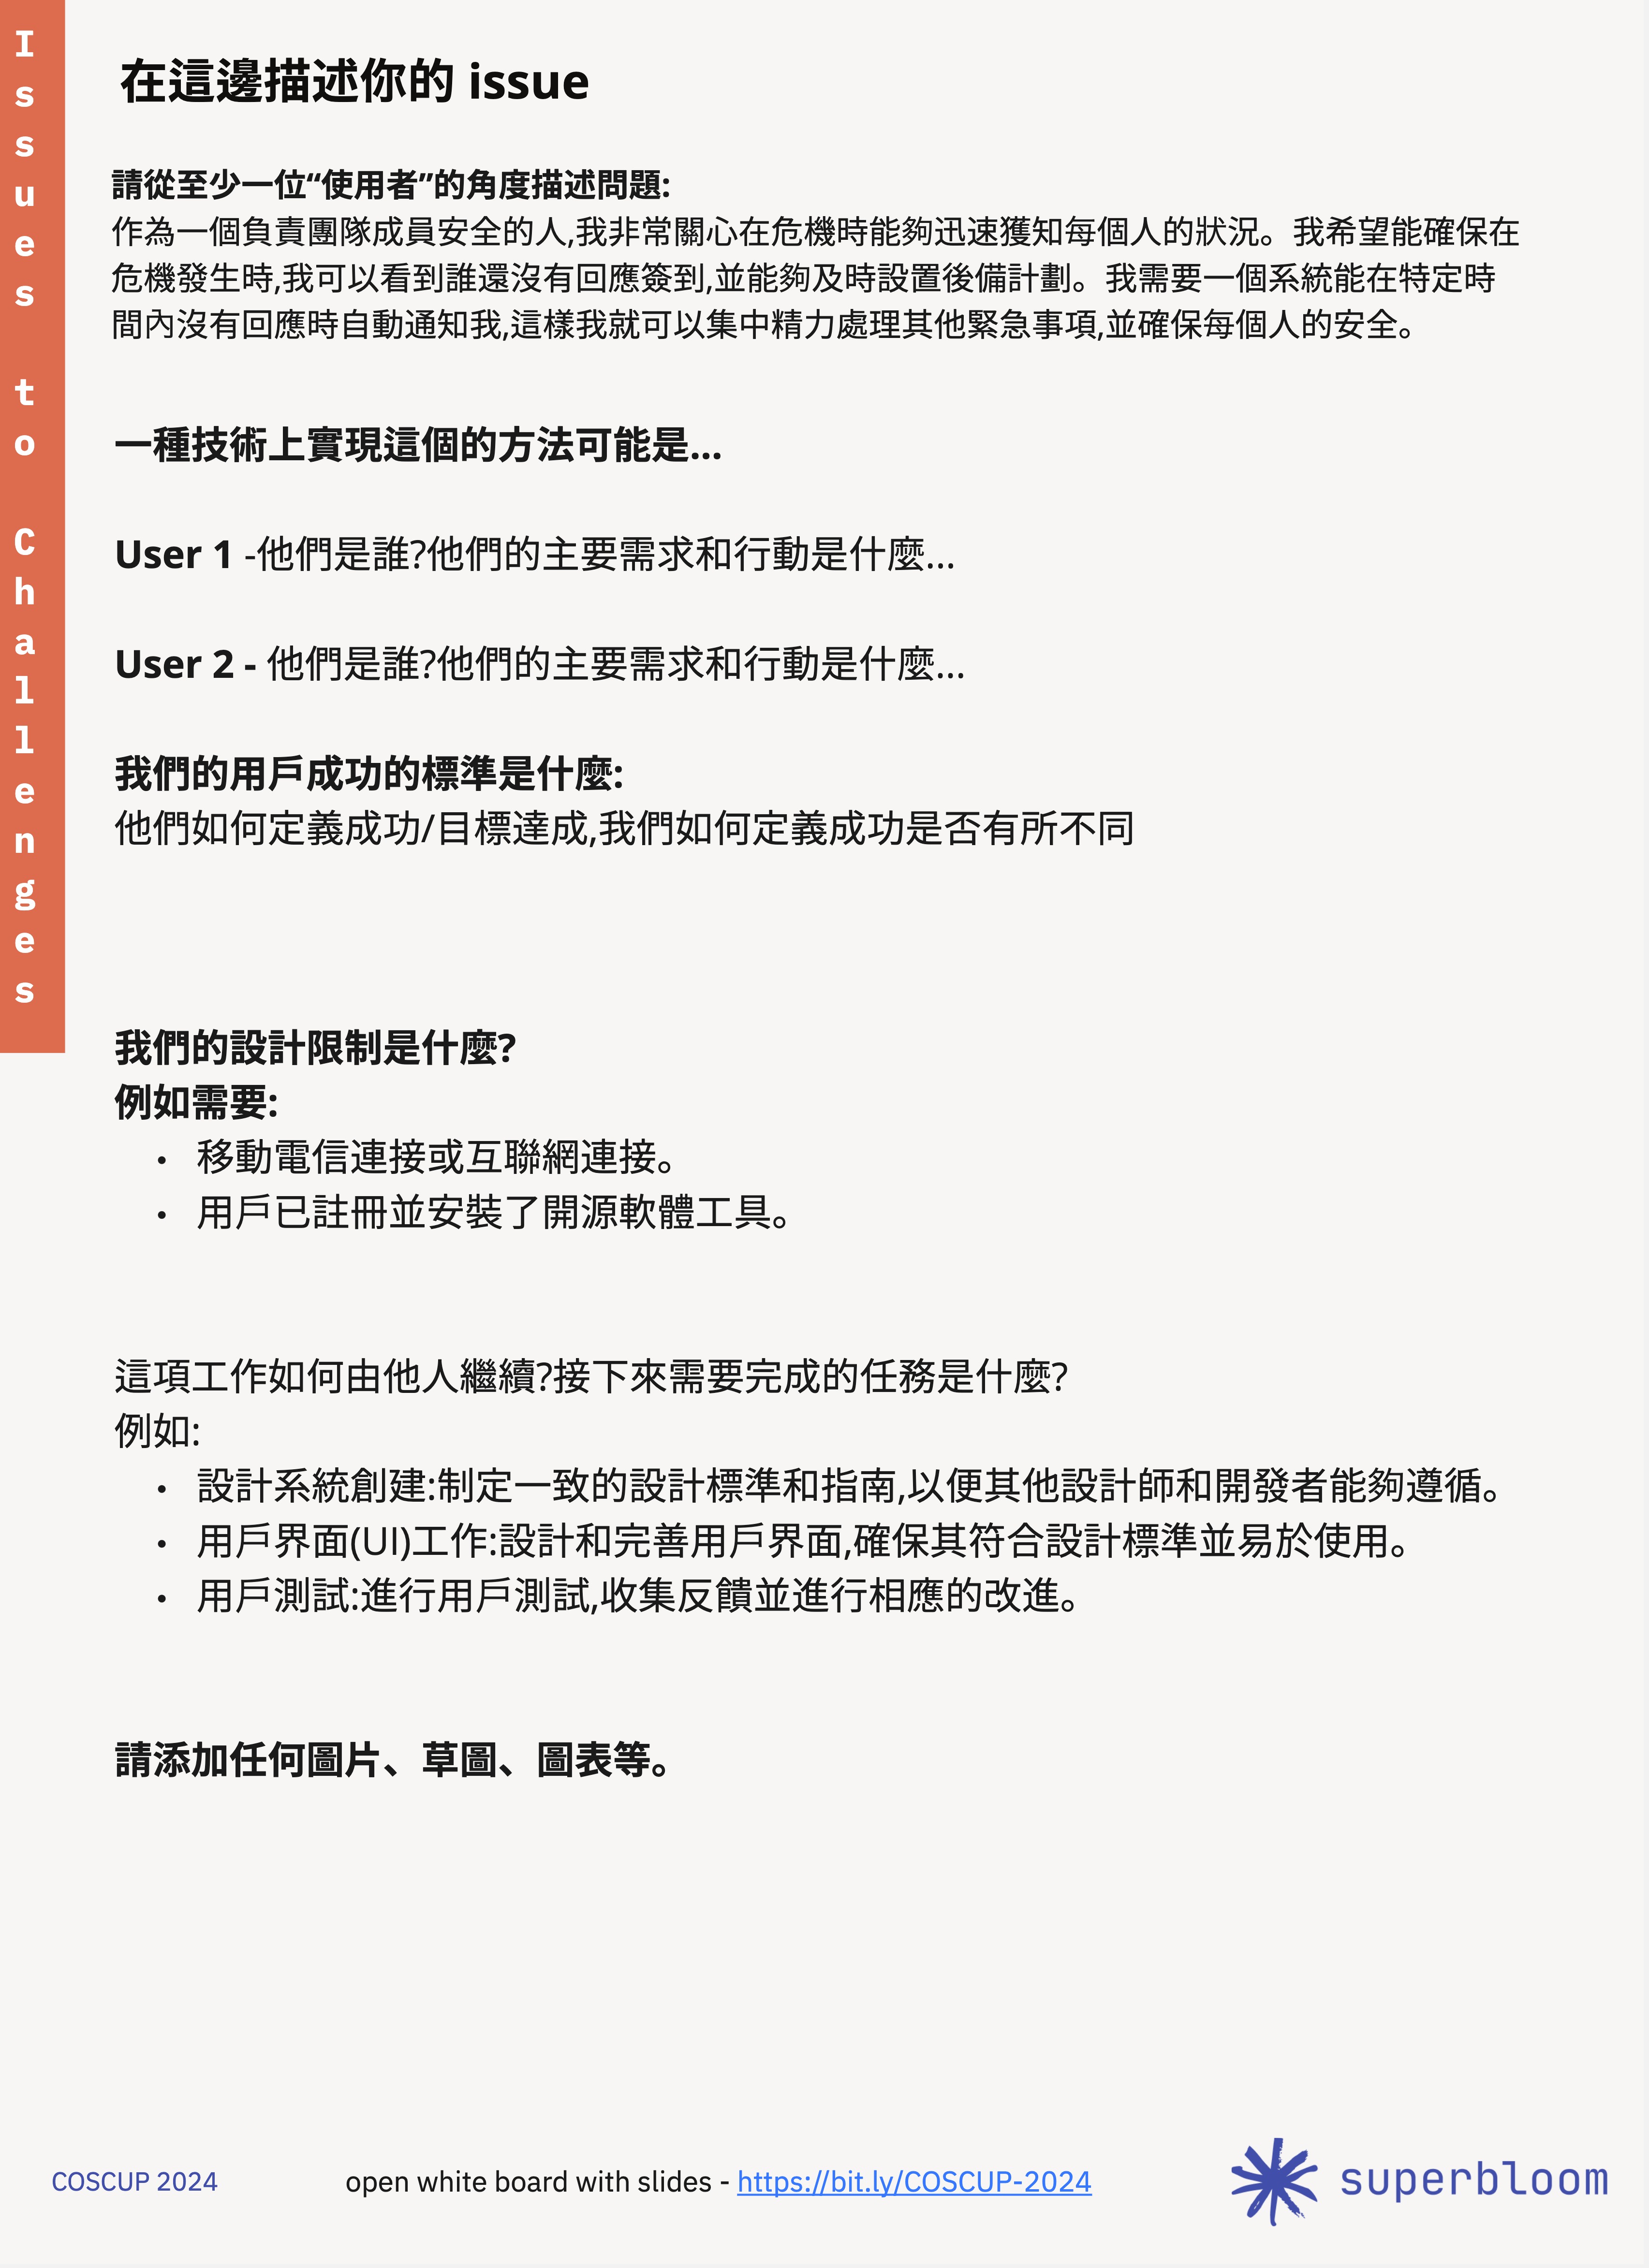 Issues to Challenges
在這邊描述你的 issue
請從至少一位“使用者”的角度描述問題:
作為一個負責團隊成員安全的人,我非常關心在危機時能夠迅速獲知每個人的狀況。我希望能確保在
危機發生時,我可以看到誰還沒有回應簽到,並能夠及時設置後備計劃。我需要一個系統能在特定時
間內沒有回應時自動通知我,這樣我就可以集中精力處理其他緊急事項,並確保每個人的安全。
一種技術上實現這個的方法可能是...
User 1 -他們是誰?他們的主要需求和行動是什麼...
User 2 - 他們是誰?他們的主要需求和行動是什麼...
我們的用戶成功的標準是什麼:
他們如何定義成功/目標達成,我們如何定義成功是否有所不同
我們的設計限制是什麼?
例如需要:
• 移動電信連接或互聯網連接。
• 用戶已註冊並安裝了開源軟體工具。
這項工作如何由他人繼續?接下來需要完成的任務是什麼?
例如:
• 設計系統創建:制定一致的設計標準和指南,以便其他設計師和開發者能夠遵循。
• 用戶界面(UI)工作:設計和完善用戶界面,確保其符合設計標準並易於使用。
• 用戶測試:進行用戶測試,收集反饋並進行相應的改進。
請添加任何圖片、草圖、圖表等。
COSCUP 2024
open white board with slides - https://bit.ly/COSCUP-2024
superbloom